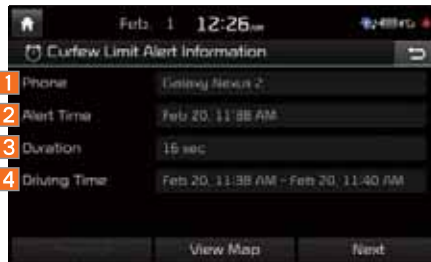 Feb. 1 12:26
Curfew Limit Alert Information
1 Phone Galaxy Nexus 2
2 Alert Time Feb 20, 11:38 AM
3 Duration 16 sec
4 Driving Time Feb 20, 11:38 AM - Feb 20, 11:40 AM
View Map Next